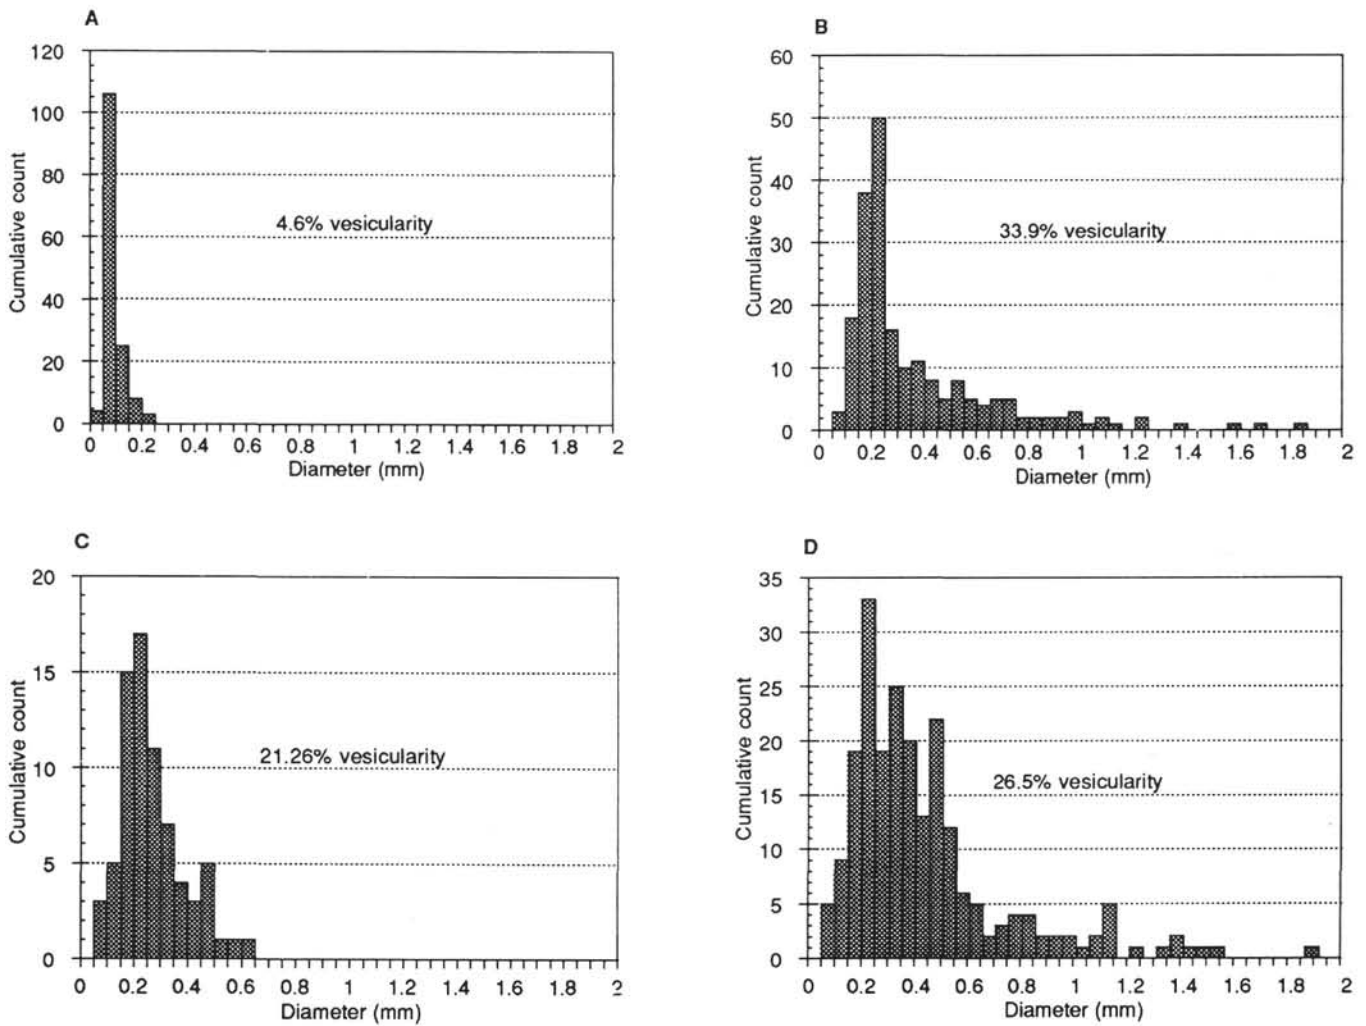 A
120
100
80
60
40
20
0
Cumulative count
4.6% vesicularity
0 0.2 0.4 0.6 0.8 1 1.2 1.4 1.6 1.8 2
Diameter (mm)
B
60
50
40
30
20
10
0
Cumulative count
33.9% vesicularity
0 0.2 0.4 0.6 0.8 1 1.2 1.4 1.6 1.8 2
Diameter (mm)
C
20
15
10
5
0
Cumulative count
21.26% vesicularity
0 0.2 0.4 0.6 0.8 1 1.2 1.4 1.6 1.8 2
Diameter (mm)
D
35
30
25
20
15
10
5
0
Cumulative count
26.5% vesicularity
0 0.2 0.4 0.6 0.8 1 1.2 1.4 1.6 1.8 2
Diameter (mm)